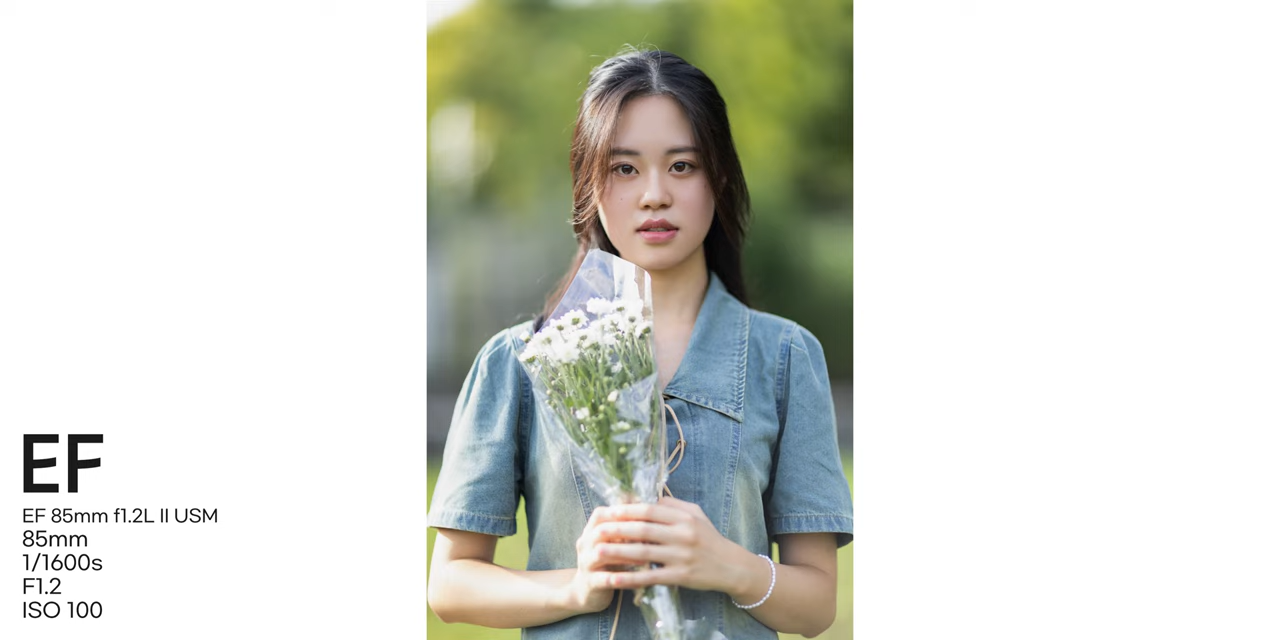 EF
EF 85mm f1.2L II USM
85mm
1/1600s
F1.2
ISO 100